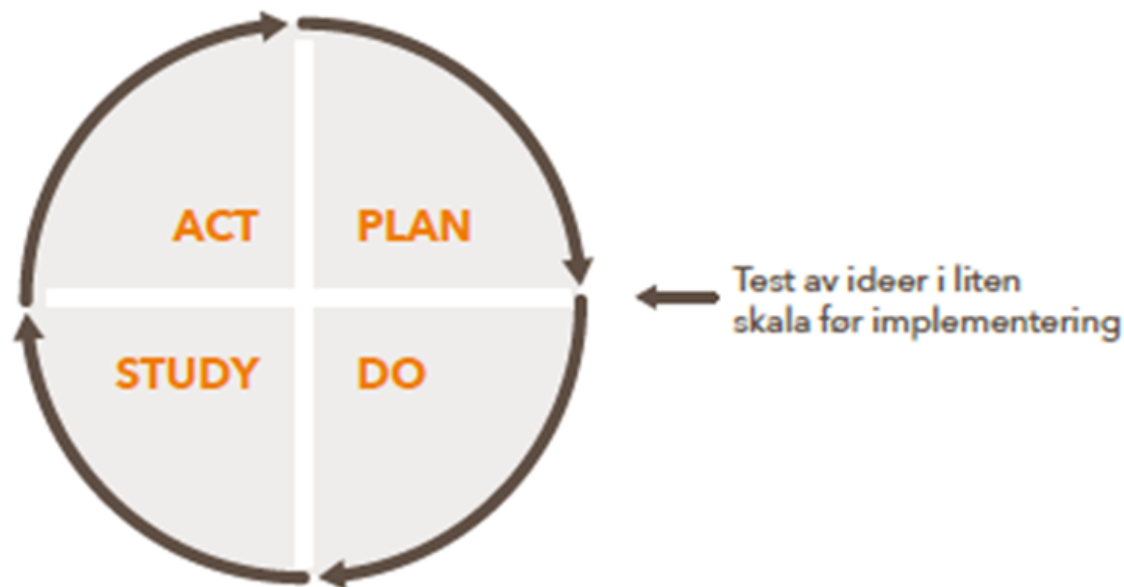 ACT PLAN
Test av ideer i liten
skala før implementering
STUDY DO